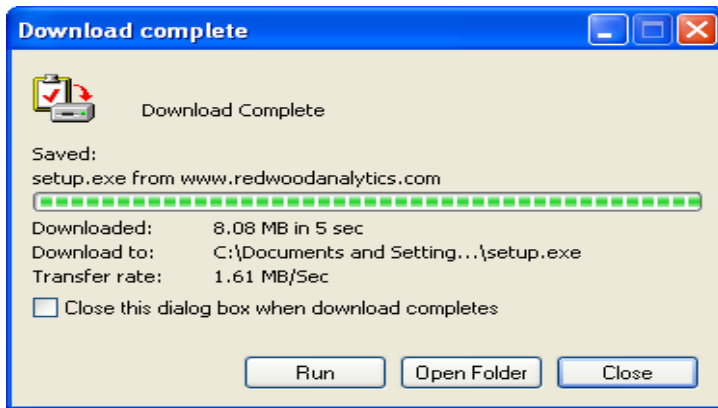 Download complete
Download Complete
Saved:
setup.exe from www.redwoodanalytics.com
Downloaded: 8.08 MB in 5 sec
Download to: C:\Documents and Setting...\setup.exe
Transfer rate: 1.61 MB/Sec
Close this dialog box when download completes
Run Open Folder Close